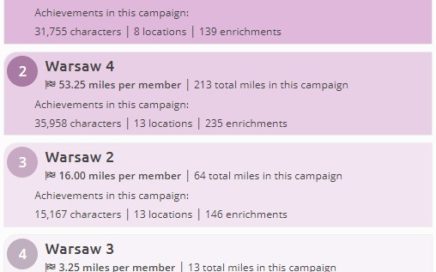 Achievements in this campaign:
31,755 characters | 8 locations | 139 enrichments
2 Warsaw 4
53.25 miles per member | 213 total miles in this campaign
Achievements in this campaign:
35,958 characters | 13 locations | 235 enrichments
3 Warsaw 2
16.00 miles per member | 64 total miles in this campaign
Achievements in this campaign:
15,167 characters | 13 locations | 146 enrichments
4 Warsaw 3
3.25 miles per member | 13 total miles in this campaign